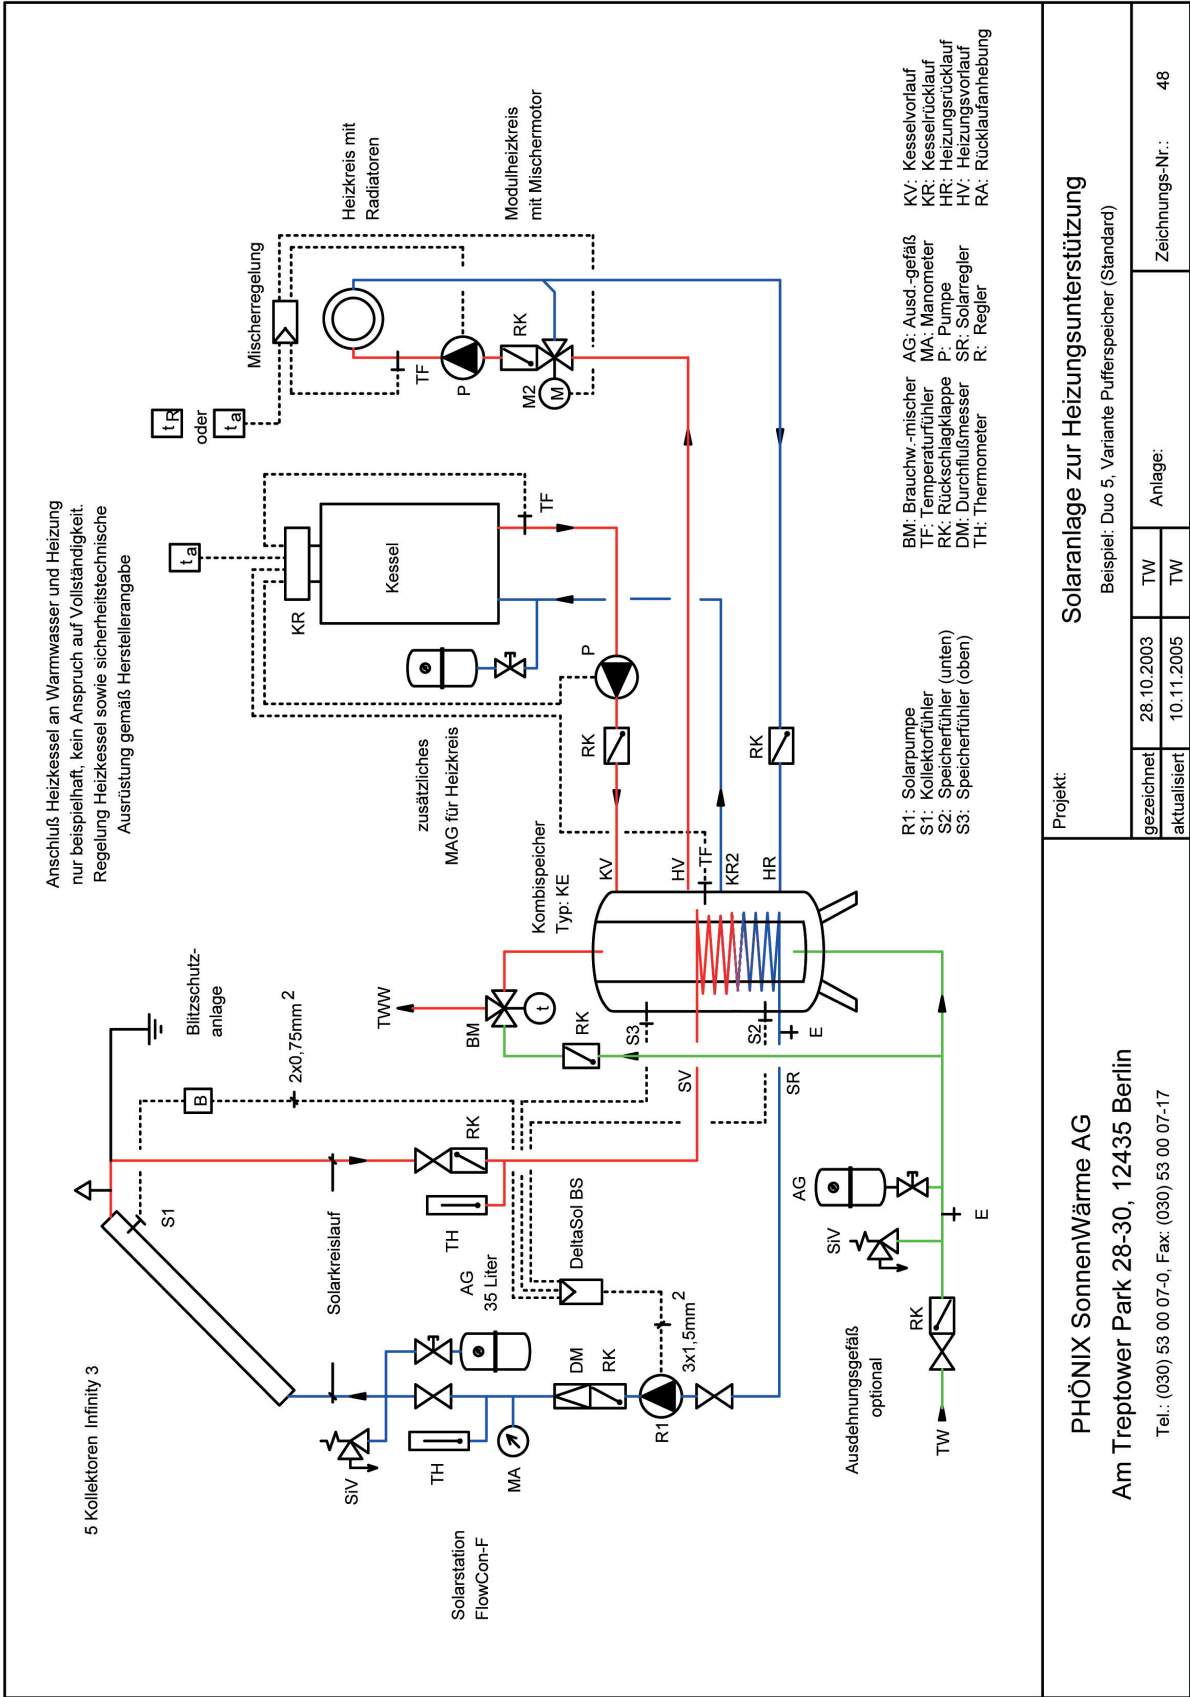 5 Kollektoren Infinity 3
S1
B
Blitzschutz-
anlage
2x0,75mm 2
Solarkreislauf
SiV
TH
MA
Solarstation
FlowCon-F
AG
35 Liter
TH
RK
DM
RK
R1
3x1,5mm 2
DeltaSol BS
SV
SR
TWW
BM
t
RK
S3
S2
E
Kombispeicher
Typ: KE
KV
HV
TF
KR2
HR
Ausdehnungsgefäß
optional
TW
RK
SiV
AG
E
Anschluß Heizkessel an Warmwasser und Heizung
nur beispielhaft, kein Anspruch auf Vollständigkeit.
Regelung Heizkessel sowie sicherheitstechnische
Ausrüstung gemäß Herstellerangabe
t a
KR
Kessel
TF
zusätzliches
MAG für Heizkreis
P
RK
RK
t R
oder
t a
Mischerregelung
Heizkreis mit
Radiatoren
TF
P
RK
M2
M
Modulheizkreis
mit Mischermotor
R1: Solarpumpe
S1: Kollektorfühler
S2: Speicherfühler (unten)
S3: Speicherfühler (oben)
BM: Brauchw.-mischer
TF: Temperaturfühler
RK: Rückschlagklappe
DM: Durchflußmesser
TH: Thermometer
AG: Ausd.-gefäß
MA: Manometer
P: Pumpe
SR: Solarregler
R: Regler
KV: Kesselvorlauf
KR: Kesselrücklauf
HR: Heizungsrücklauf
HV: Heizungsvorlauf
RA: Rücklaufanhebung
PHÖNIX SonnenWärme AG
Am Treptower Park 28-30, 12435 Berlin
Tel.: (030) 53 00 07-0, Fax: (030) 53 00 07-17
Projekt:
Solaranlage zur Heizungsunterstützung
Beispiel: Duo 5, Variante Pufferspeicher (Standard)
gezeichnet 28.10.2003 TW
aktualisiert 10.11.2005 TW
Anlage:
Zeichnungs-Nr.: 48